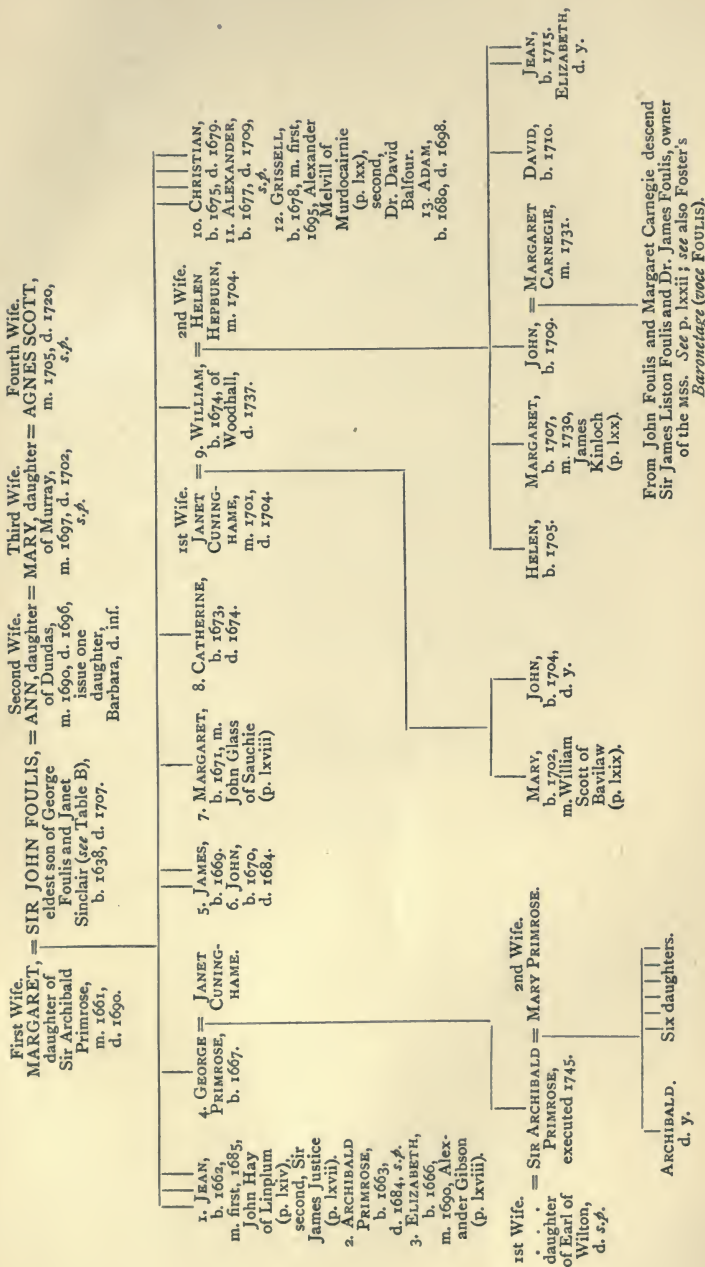 First Wife.
MARGARET,
daughter of
Sir Archibald
Primrose,
m. 1661,
d. 1690.
= SIR JOHN FOULIS,
eldest son of George
Foulis and Janet
Sinclair (see Table B),
b. 1638, d. 1707.
Second Wife.
= ANN, daughter
of Dundas,
m. 1690, d. 1696,
issue one
daughter,
Barbara, d. inf.
Third Wife.
= MARY, daughter
of Murray,
m. 1697, d. 1702,
s.p.
Fourth Wife.
= AGNES SCOTT,
m. 1705, d. 1720,
s.p.
1. JEAN,
b. 1662,
m. first, 1685,
John Hay
of Linplum
(p. lxiv),
second, Sir
James Justice
(p. lxvii).
2. ARCHIBALD
PRIMROSE,
b. 1663,
d. 1684, s.p.
3. ELIZABETH,
b. 1666,
m. 1690, Alex-
ander Gibson
(p. lxviii).
4. GEORGE
PRIMROSE,
b. 1667.
= JANET
CUNING-
HAME.
5. JAMES,
b. 1669.
6. JOHN,
b. 1670,
d. 1684.
7. MARGARET,
b. 1671, m.
John Glass
of Sauchie
(p. lxviii)
8. CATHERINE,
b. 1673,
d. 1674.
1st Wife.
JANET
CUNING-
HAME,
m. 1701,
d. 1704.
= 9. WILLIAM,
b. 1674, of
Woodhall,
d. 1737.
2nd Wife.
= HELEN
HEPBURN,
m. 1704.
10. CHRISTIAN,
b. 1675, d. 1679.
11. ALEXANDER,
b. 1677, d. 1709,
s.p.
12. GRISSELL,
b. 1678, m. first,
1695, Alexander
Melvill of
Murdocairnie
(p. lxx),
second,
Dr. David
Balfour.
13. ADAM,
b. 1680, d. 1698.
1st Wife.
. . .
daughter
of Earl of
Wilton,
d. s.p.
= SIR ARCHIBALD
PRIMROSE,
executed 1745.
2nd Wife.
= MARY PRIMROSE.
MARY,
b. 1702,
m. William
Scott of
Bavilaw
(p. lxix).
JOHN,
b. 1704,
d. y.
HELEN,
b. 1705.
MARGARET,
b. 1707,
m. 1730,
James
Kinloch
(p. lxx).
JOHN,
b. 1709.
= MARGARET
CARNEGIE,
m. 1731.
DAVID,
b. 1710.
JEAN,
b. 1715.
ELIZABETH,
d. y.
ARCHIBALD.
d. y.
Six daughters.
From John Foulis and Margaret Carnegie descend
Sir James Liston Foulis and Dr. James Foulis, owner
of the MSS. See p. lxxii; see also Foster's
Baronetage (voce FOULIS).